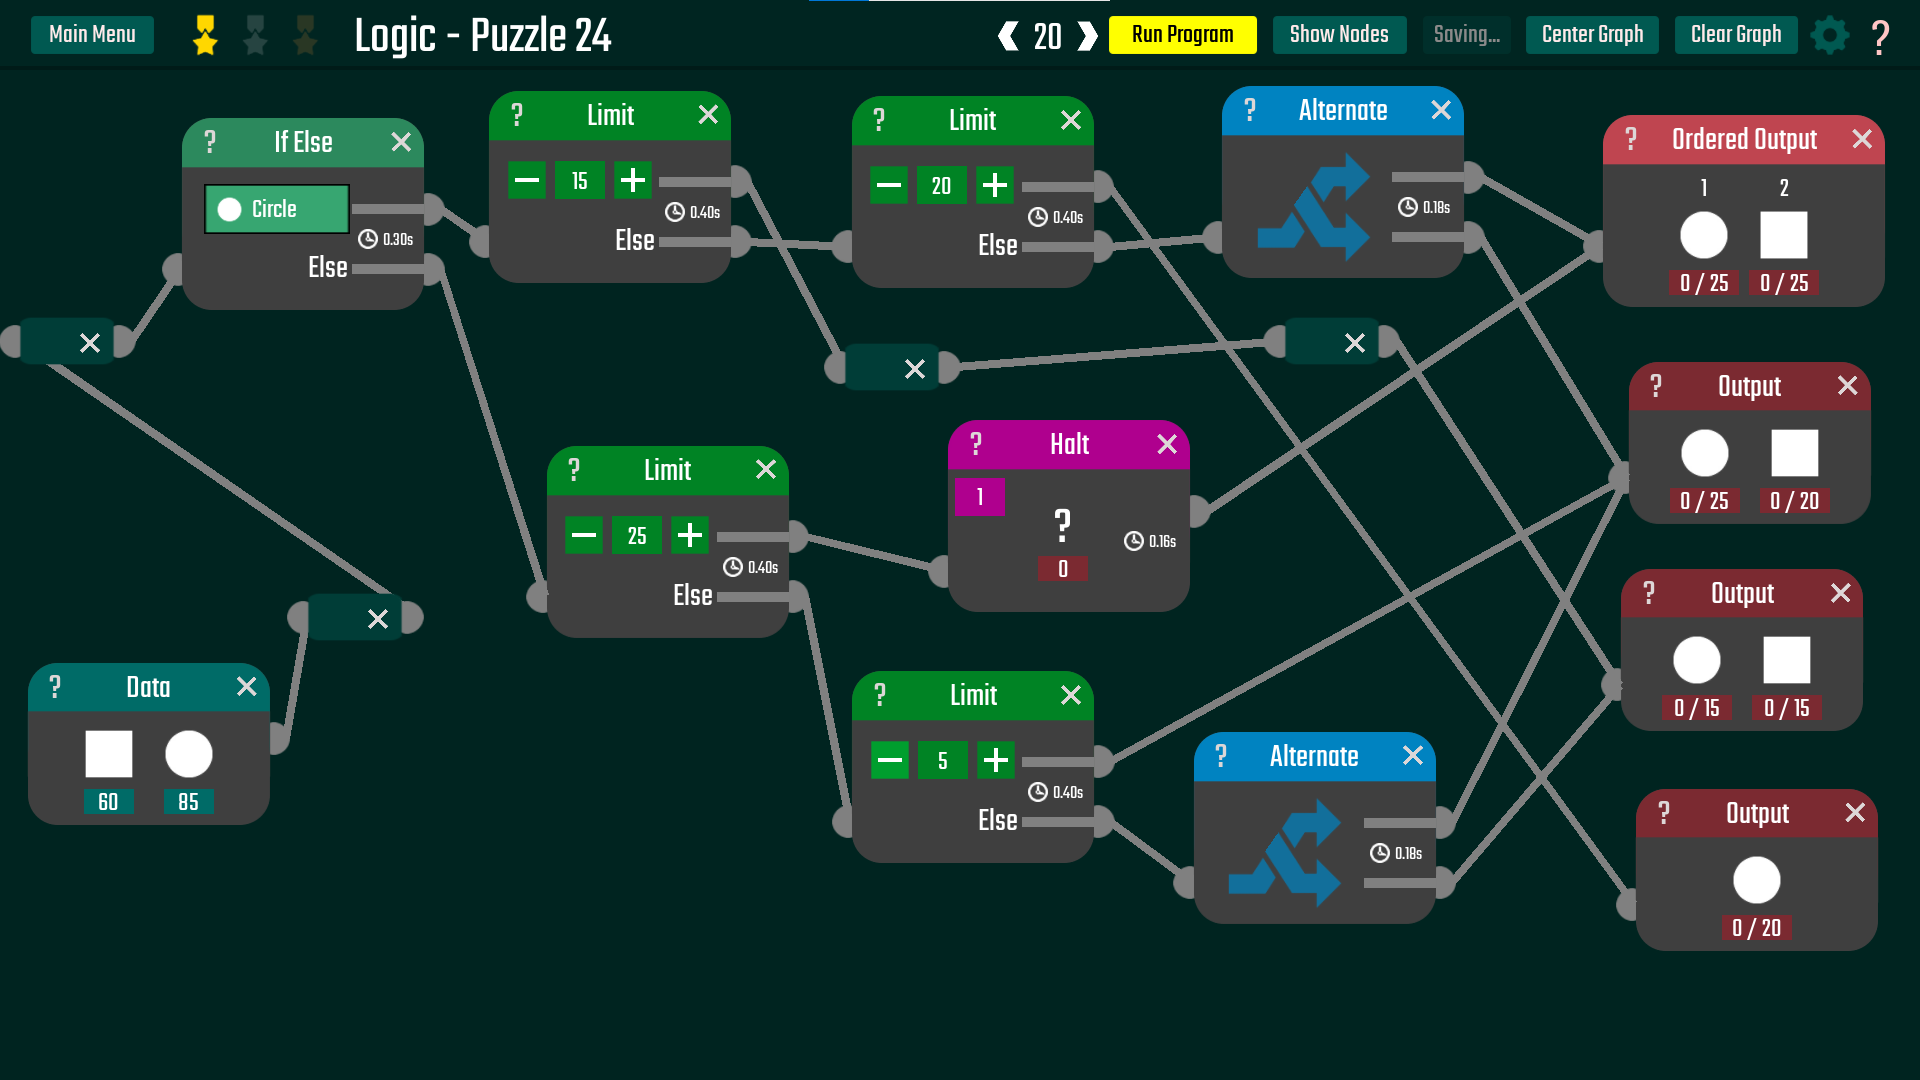 Main Menu
Logic - Puzzle 24
20
Run Program
Show Nodes
Saving...
Center Graph
Clear Graph
?
? If Else
Circle
0.30s
Else
? Limit
15
0.40s
Else
? Limit
20
0.40s
Else
? Alternate
0.18s
? Ordered Output
1 2
0 / 25 0 / 25
? Output
0 / 25 0 / 20
? Limit
25
0.40s
Else
? Halt
1
?
0.16s
0
? Output
0 / 15 0 / 15
? Data
60 85
? Limit
5
0.40s
Else
? Alternate
0.18s
? Output
0 / 20